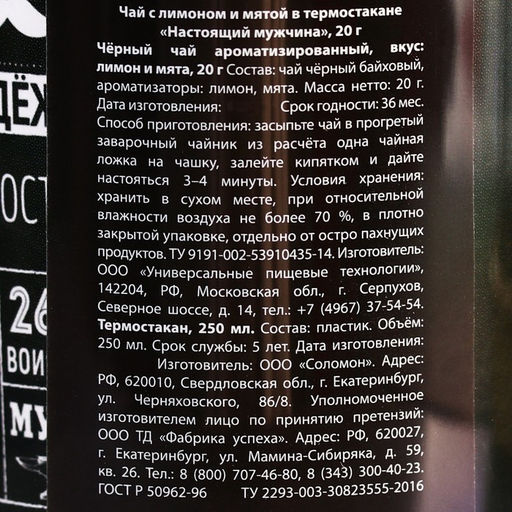 Чай с лимоном и мятой в термостакане
«Настоящий мужчина», 20 г
Чёрный чай ароматизированный, вкус:
лимон и мята, 20 г Состав: чай чёрный байховый,
ароматизаторы: лимон, мята. Масса нетто: 20 г.
Дата изготовления: Срок годности: 36 мес.
Способ приготовления: засыпьте чай в прогретый
заварочный чайник из расчёта одна чайная
ложка на чашку, залейте кипятком и дайте
настояться 3–4 минуты. Условия хранения:
хранить в сухом месте, при относительной
влажности воздуха не более 70 %, в плотно
закрытой упаковке, отдельно от остро пахнущих
продуктов. ТУ 9191-002-53910435-14. Изготовитель:
ООО «Универсальные пищевые технологии»,
142204, РФ, Московская обл., г. Серпухов,
Северное шоссе, д. 14, тел.: +7 (4967) 37-54-54.
Термостакан, 250 мл. Состав: пластик. Объём:
250 мл. Срок службы: 5 лет. Дата изготовления:
Изготовитель: ООО «Соломон». Адрес:
РФ, 620010, Свердловская обл., г. Екатеринбург,
ул. Черняховского, 86/8. Уполномоченное
изготовителем лицо по принятию претензий:
ООО ТД «Фабрика успеха». Адрес: РФ, 620027,
г. Екатеринбург, ул. Мамина-Сибиряка, д. 59,
кв. 26. Тел.: 8 (800) 707-46-80, 8 (343) 300-40-23.
ГОСТ Р 50962-96 ТУ 2293-003-30823555-2016
ДЁЖ
ОСТ
26
ВОИ
МУ